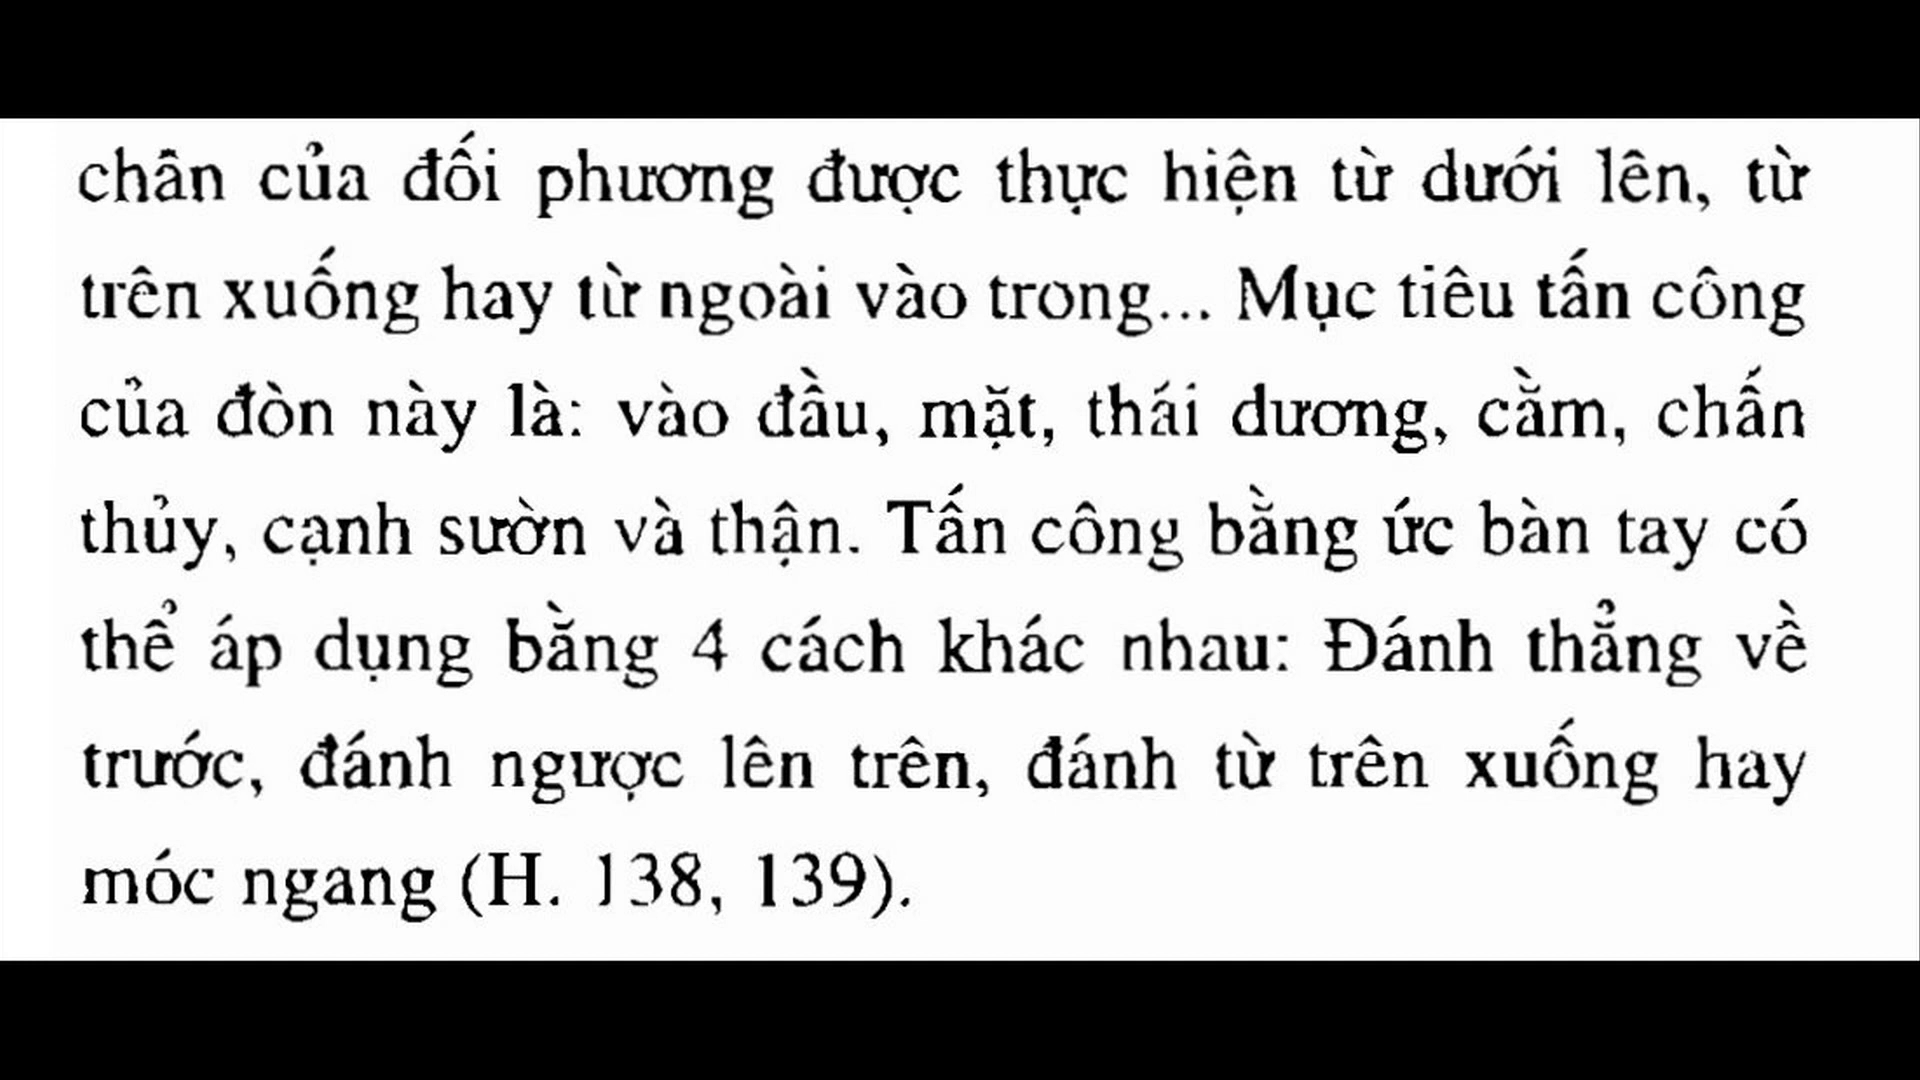 chân của đối phương được thực hiện từ dưới lên, từ
trên xuống hay từ ngoài vào trong... Mục tiêu tấn công
của đòn này là: vào đầu, mặt, thái dương, cằm, chấn
thủy, cạnh sườn và thận. Tấn công bằng ức bàn tay có
thể áp dụng bằng 4 cách khác nhau: Đánh thẳng về
trước, đánh ngược lên trên, đánh từ trên xuống hay
móc ngang (H. 138, 139).